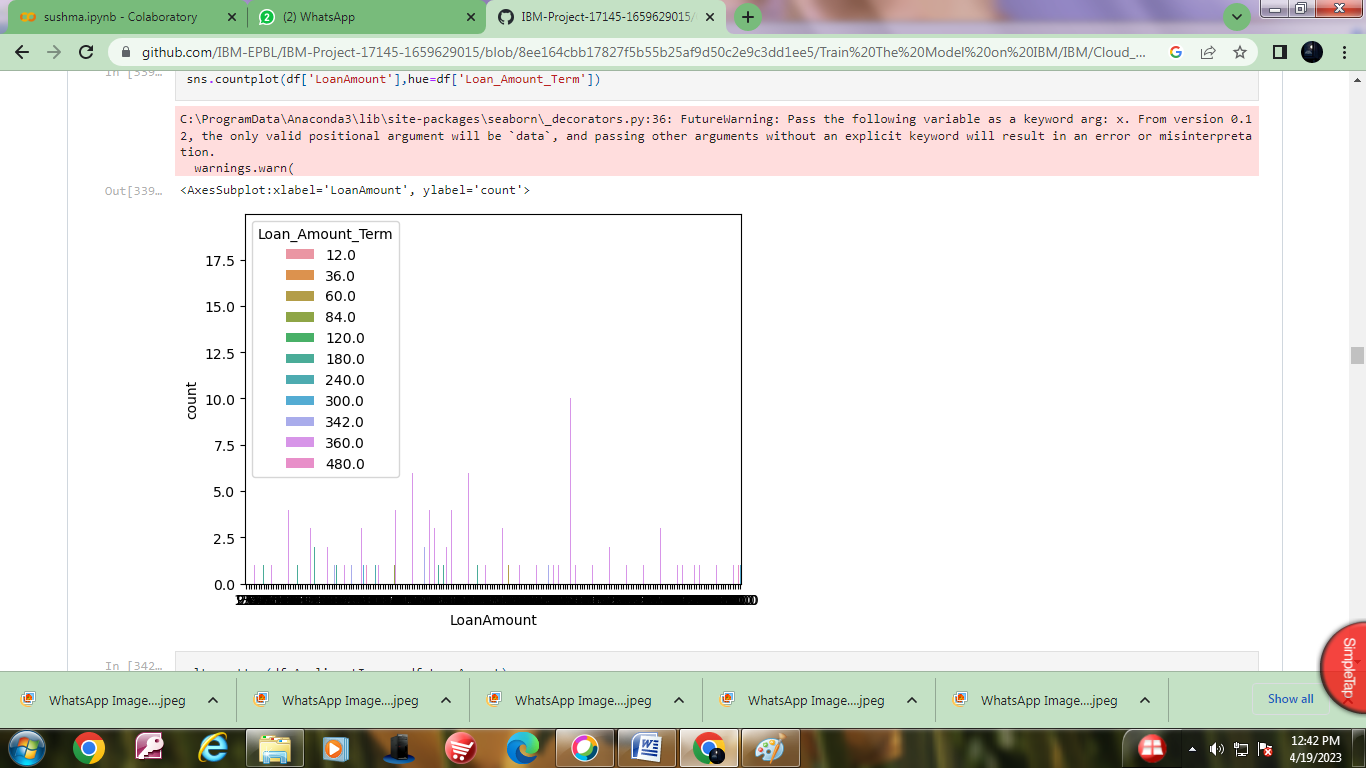 sushma.ipynb - Colaboratory
(2) WhatsApp
IBM-Project-17145-1659629015/
github.com/IBM-EPBL/IBM-Project-17145-1659629015/blob/8ee164cbb17827f5b55b25af9d50c2e9c3dd1ee5/Train%20The%20Model%20on%20IBM/IBM/Cloud_...
In [339…
sns.countplot(df['LoanAmount'],hue=df['Loan_Amount_Term'])
C:\ProgramData\Anaconda3\lib\site-packages\seaborn\_decorators.py:36: FutureWarning: Pass the following variable as a keyword arg: x. From version 0.1
2, the only valid positional argument will be `data`, and passing other arguments without an explicit keyword will result in an error or misinterpreta
tion.
warnings.warn(
Out[339…
<AxesSubplot:xlabel='LoanAmount', ylabel='count'>
Loan_Amount_Term
12.0
36.0
60.0
84.0
120.0
180.0
240.0
300.0
342.0
360.0
480.0
17.5
15.0
12.5
10.0
7.5
5.0
2.5
0.0
count
LoanAmount
In [342…
SimpleTap
WhatsApp Image....jpeg
WhatsApp Image....jpeg
WhatsApp Image....jpeg
WhatsApp Image....jpeg
WhatsApp Image....jpeg
Show all
12:42 PM
4/19/2023